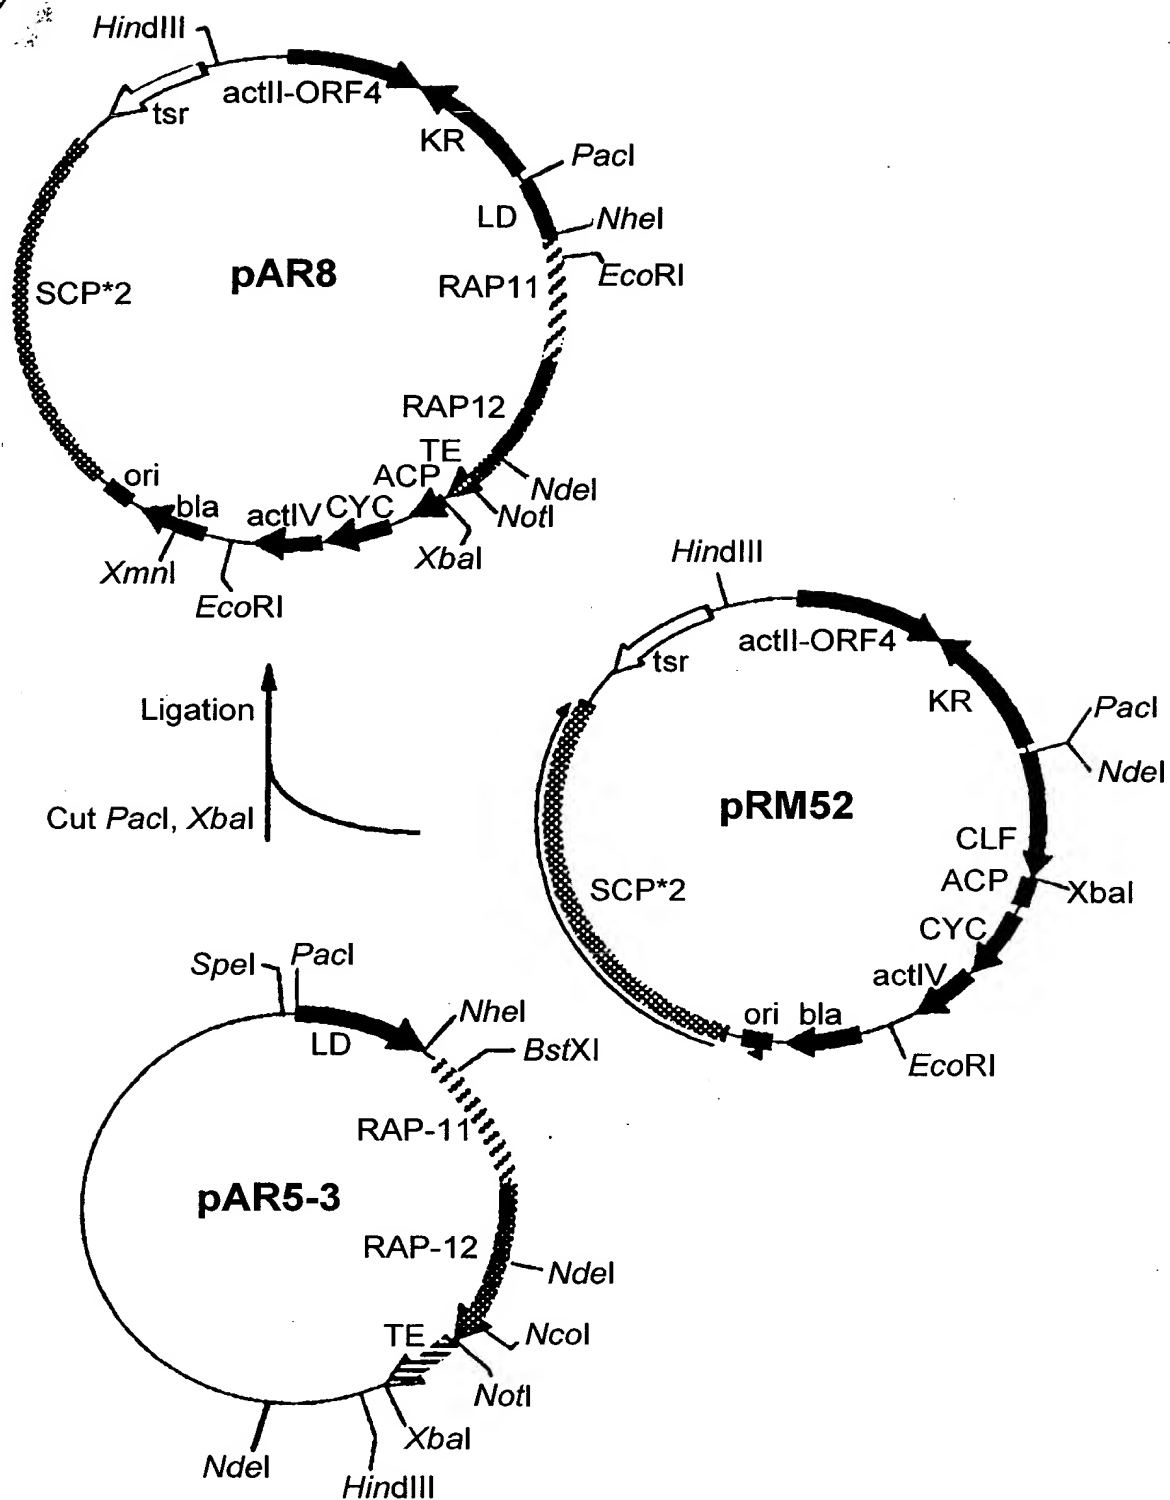 HindIII
actII-ORF4
tsr
KR
PacI
LD
NheI
SCP*2
pAR8
RAP11
EcoRI
RAP12
TE
ACP
NdeI
NotI
ori
bla
actIV
CYC
XbaI
XmnI
EcoRI
HindIII
actII-ORF4
tsr
KR
PacI
NdeI
pRM52
CLF
ACP
XbaI
SCP*2
CYC
actIV
ori
bla
EcoRI
Ligation
Cut PacI, XbaI
SpeI
PacI
LD
NheI
BstXI
RAP-11
pAR5-3
RAP-12
NdeI
TE
NcoI
NotI
XbaI
NdeI
HindIII